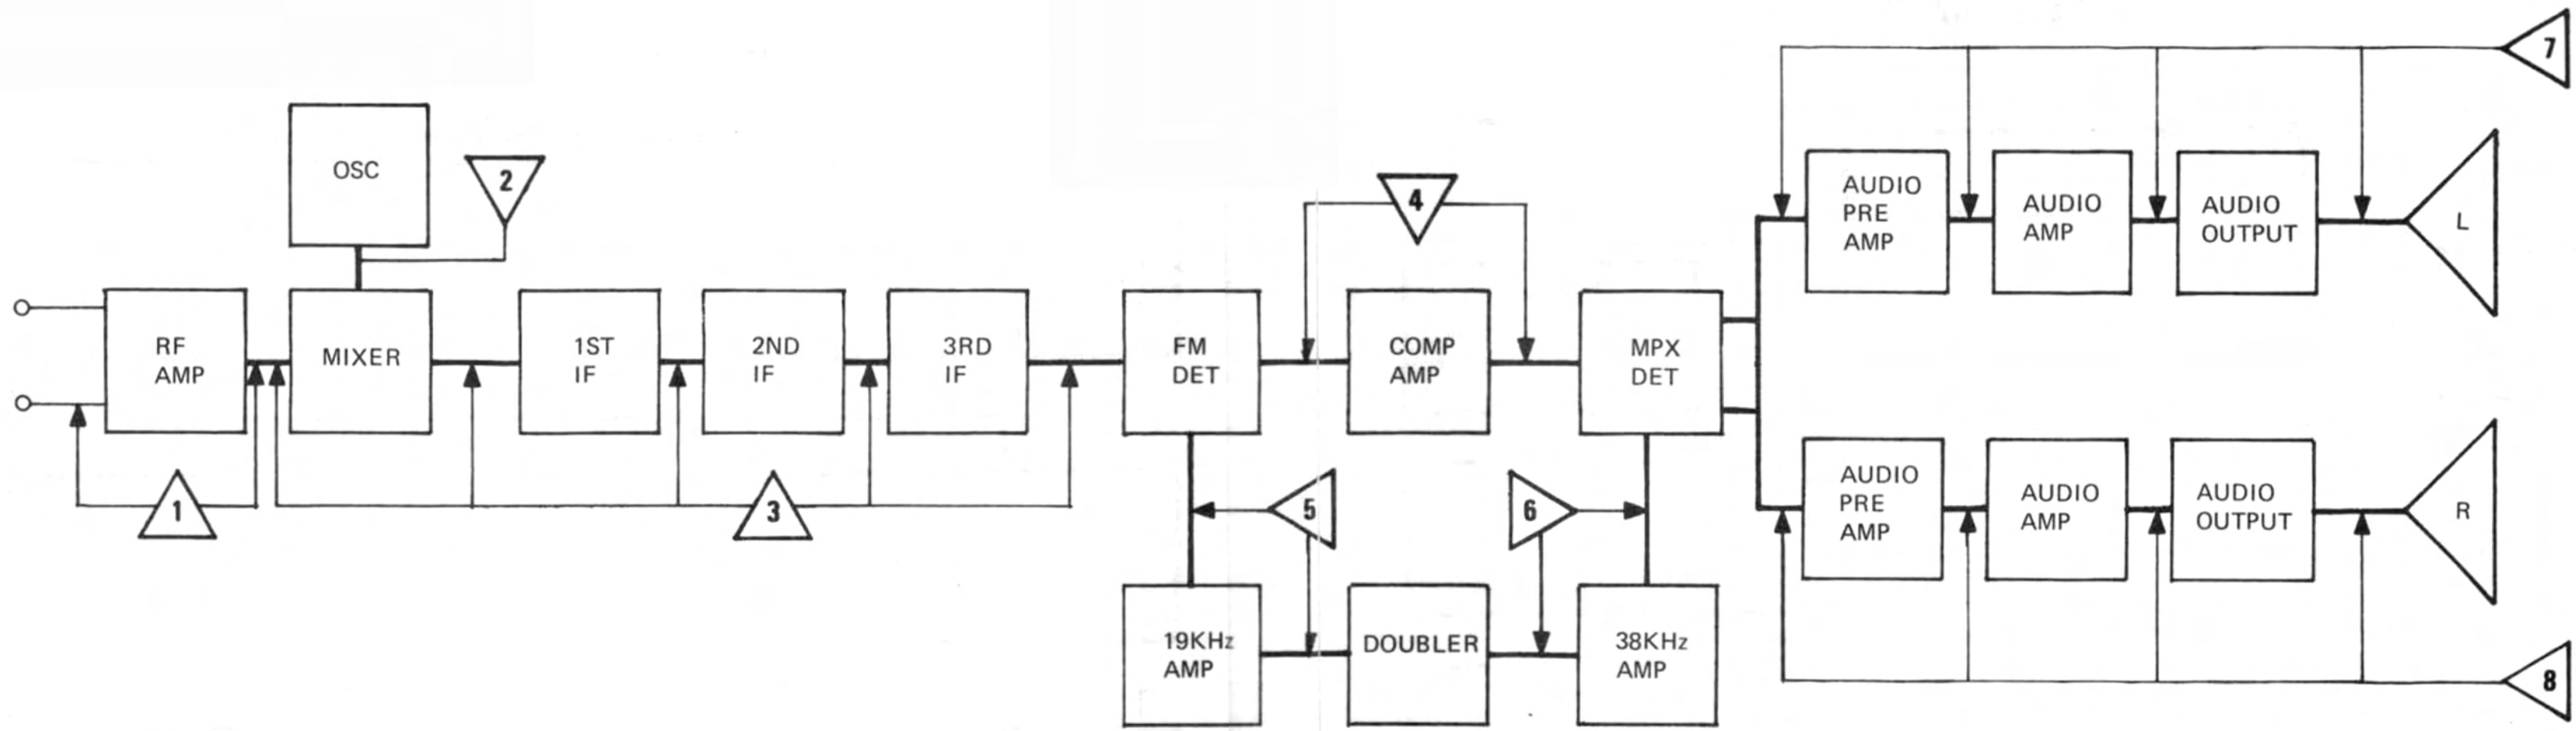 7
OSC
2
4
AUDIO
PRE
AMP
AUDIO
AMP
AUDIO
OUTPUT
L
RF
AMP
MIXER
1ST
IF
2ND
IF
3RD
IF
FM
DET
COMP
AMP
MPX
DET
1
3
5
6
AUDIO
PRE
AMP
AUDIO
AMP
AUDIO
OUTPUT
R
19KHz
AMP
DOUBLER
38KHz
AMP
8